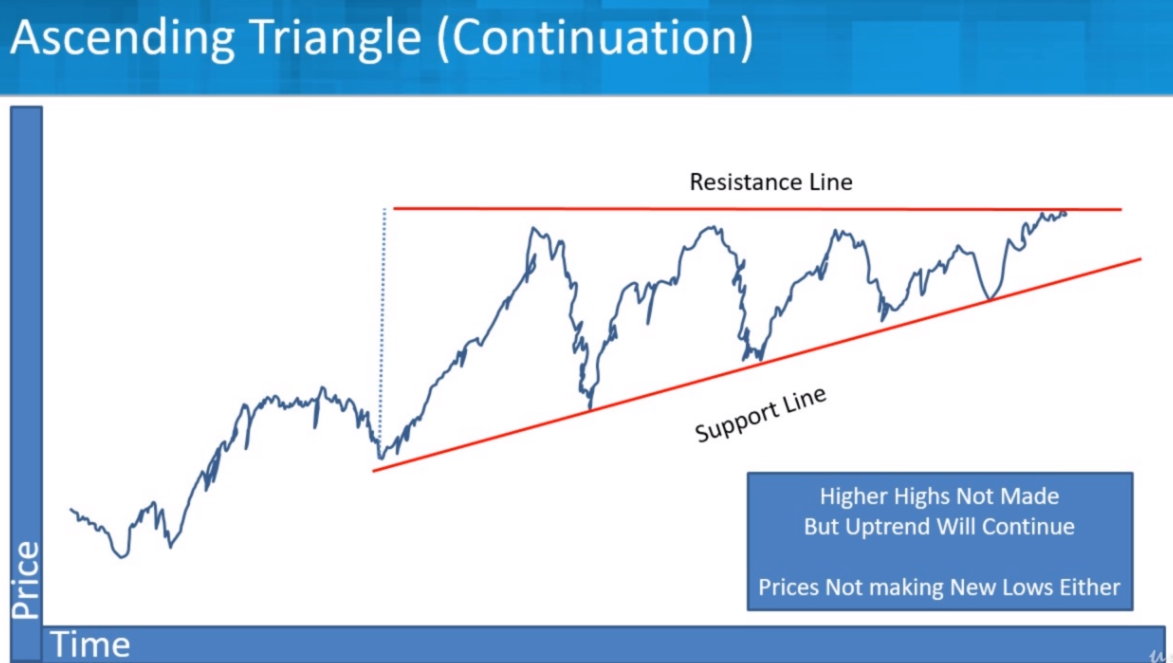 Ascending Triangle (Continuation)
Resistance Line
Support Line
Higher Highs Not Made
But Uptrend Will Continue
Prices Not making New Lows Either
Price
Time